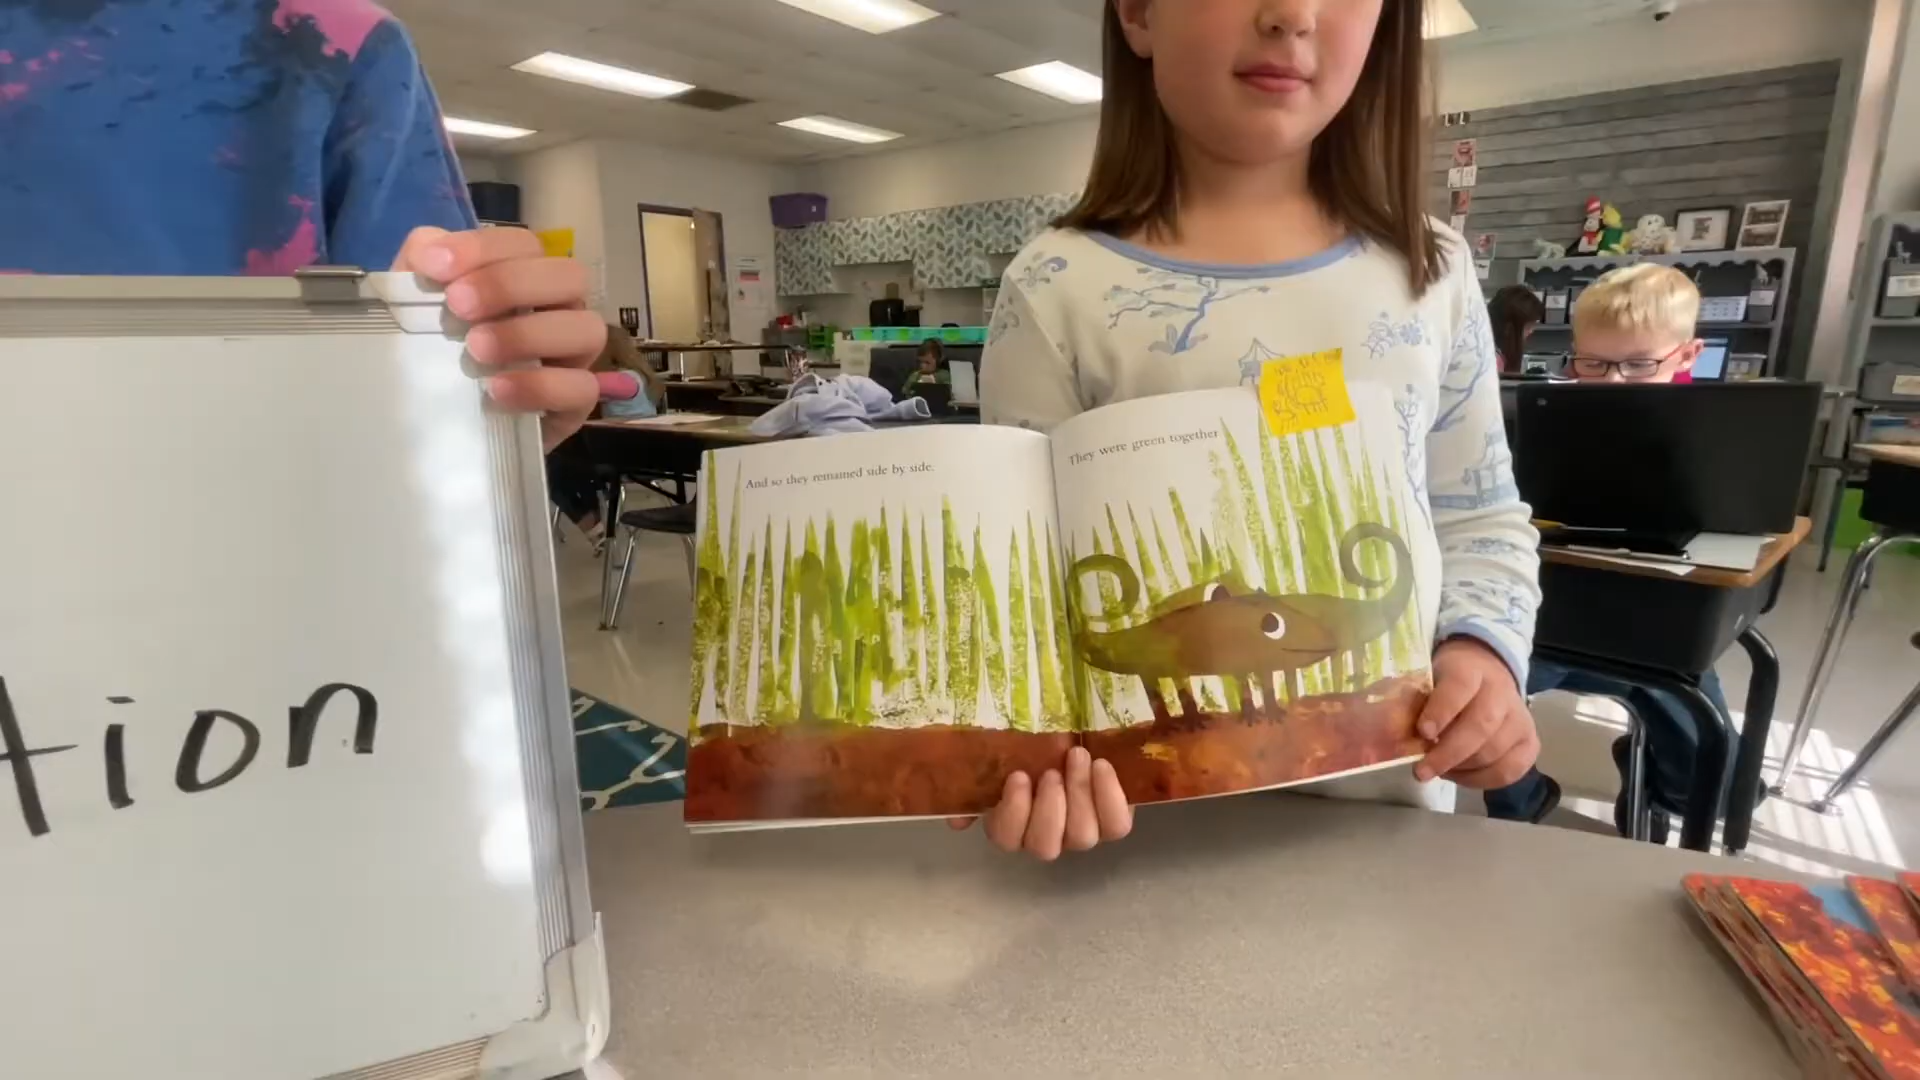 tion
And so they remained side by side.
They were green together